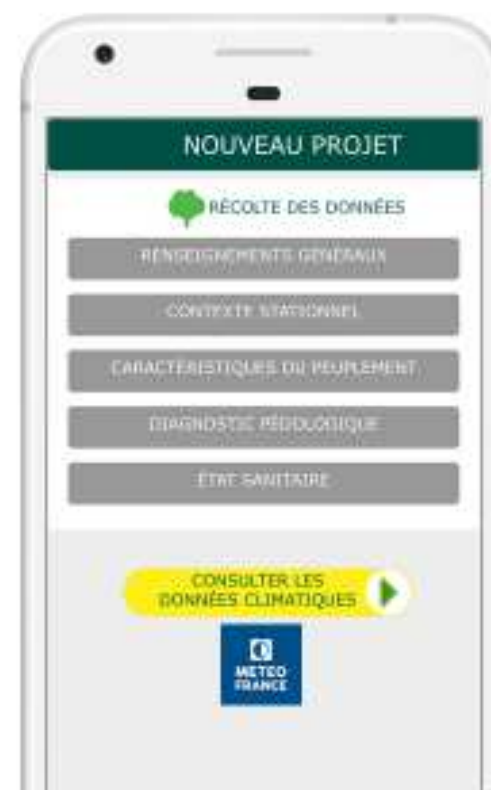 NOUVEAU PROJET
RÉCOLTE DES DONNÉES
RENSEIGNEMENTS GÉNÉRAUX
CONTEXTE STATIONNEL
CARACTÉRISTIQUES DU PEUPLEMENT
DIAGNOSTIC PÉDOLOGIQUE
ÉTAT SANITAIRE
CONSULTER LES
DONNÉES CLIMATIQUES
METEO
FRANCE